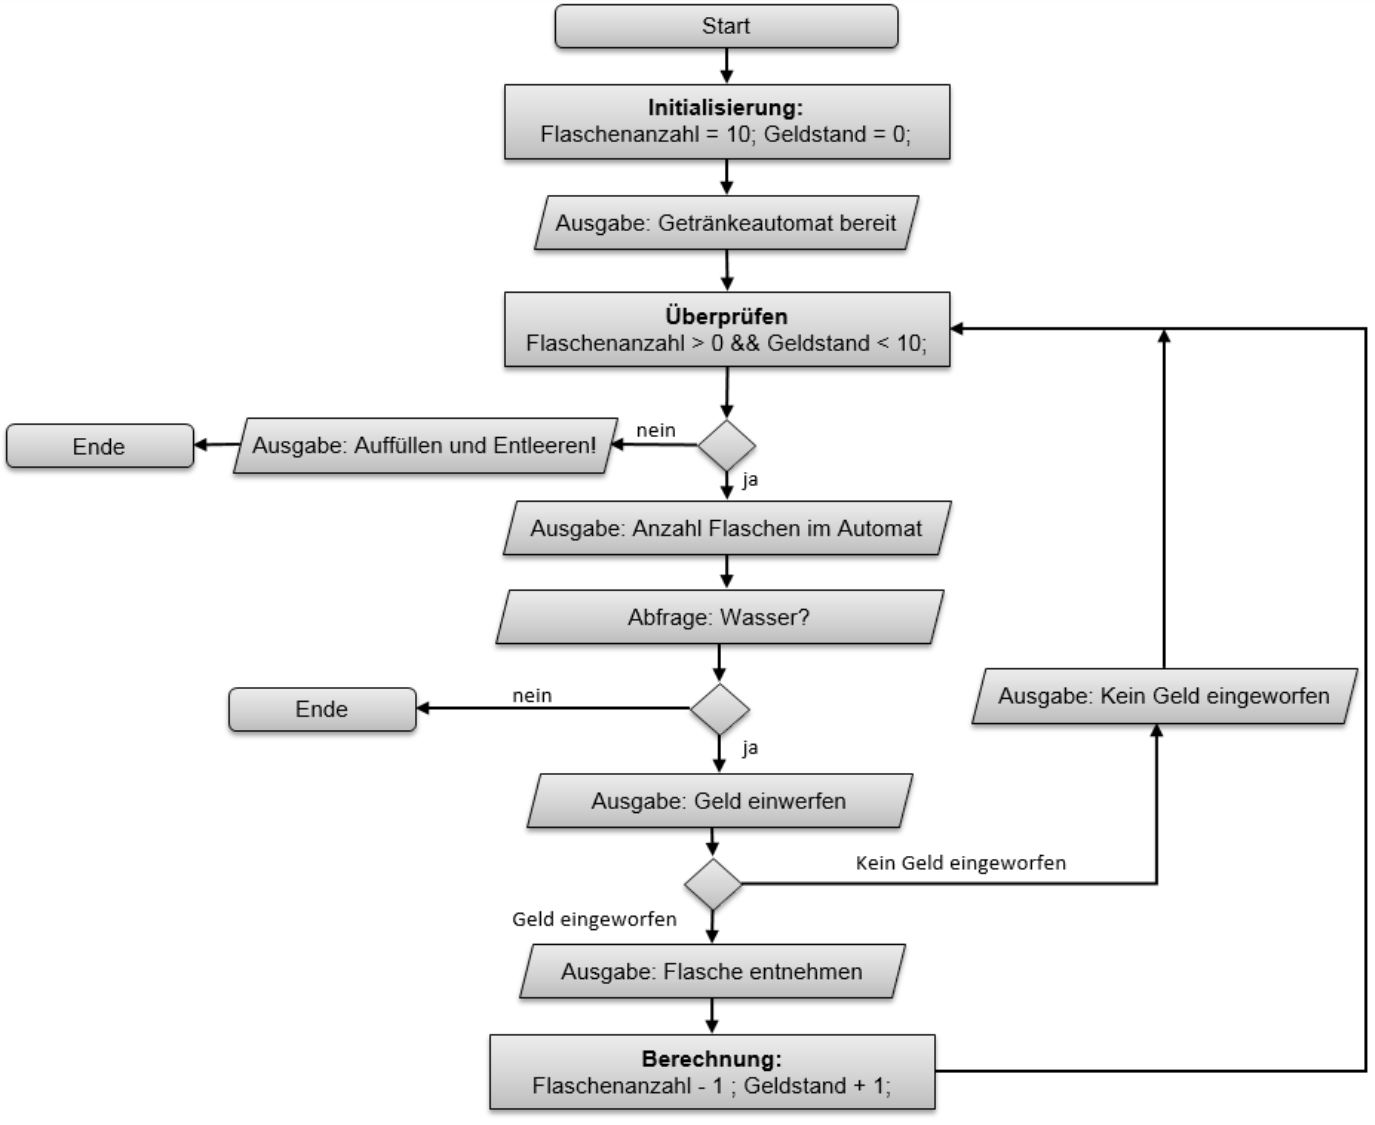 Start
Initialisierung:
Flaschenanzahl = 10; Geldstand = 0;
Ausgabe: Getränkeautomat bereit
Überprüfen
Flaschenanzahl > 0 && Geldstand < 10;
nein
Ausgabe: Auffüllen und Entleeren!
Ende
ja
Ausgabe: Anzahl Flaschen im Automat
Abfrage: Wasser?
nein
Ende
ja
Ausgabe: Geld einwerfen
Kein Geld eingeworfen
Ausgabe: Kein Geld eingeworfen
Geld eingeworfen
Ausgabe: Flasche entnehmen
Berechnung:
Flaschenanzahl - 1 ; Geldstand + 1;